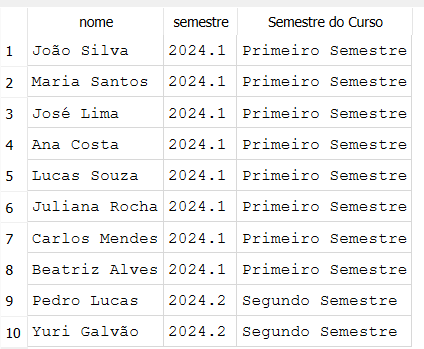 nome semestre Semestre do Curso
1 João Silva 2024.1 Primeiro Semestre
2 Maria Santos 2024.1 Primeiro Semestre
3 José Lima 2024.1 Primeiro Semestre
4 Ana Costa 2024.1 Primeiro Semestre
5 Lucas Souza 2024.1 Primeiro Semestre
6 Juliana Rocha 2024.1 Primeiro Semestre
7 Carlos Mendes 2024.1 Primeiro Semestre
8 Beatriz Alves 2024.1 Primeiro Semestre
9 Pedro Lucas 2024.2 Segundo Semestre
10 Yuri Galvão 2024.2 Segundo Semestre